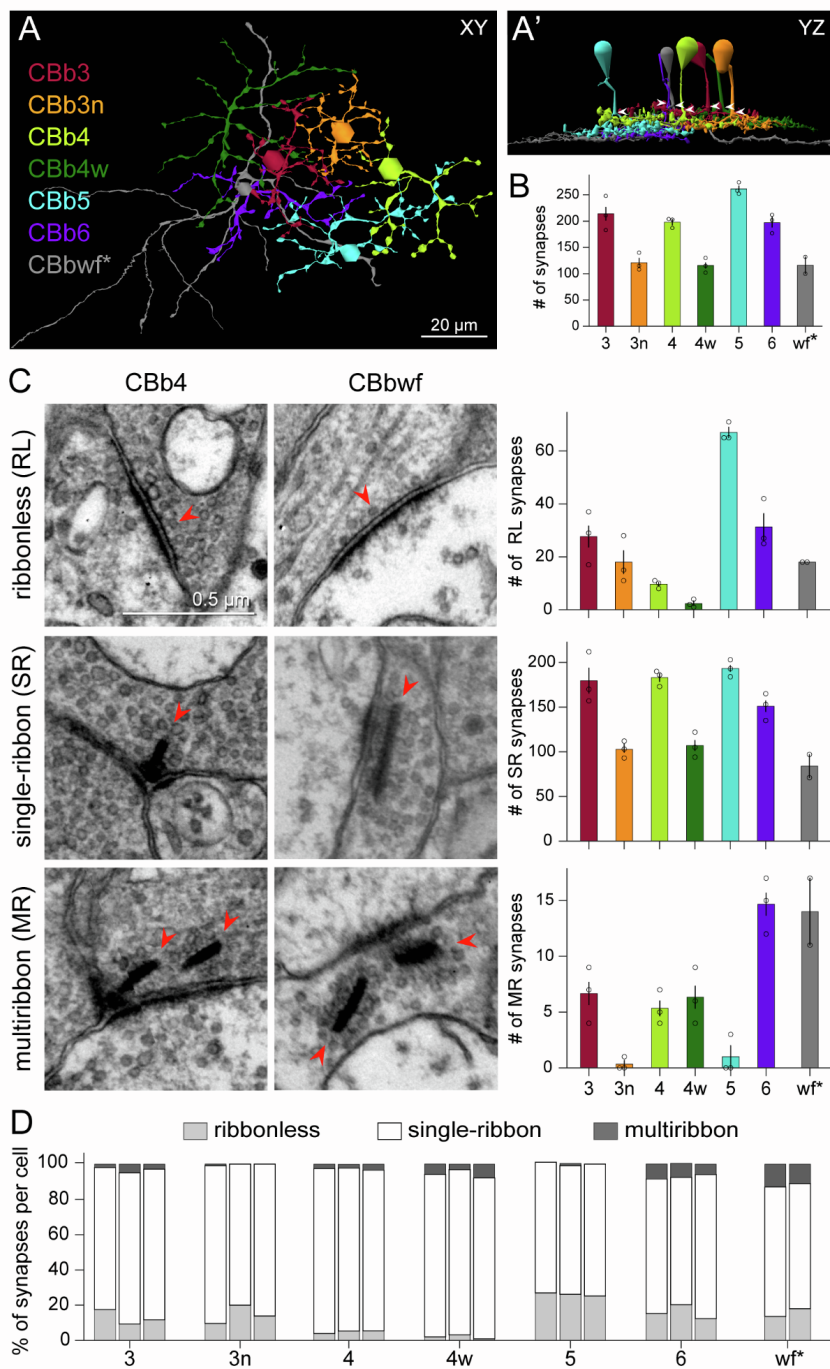 A
XY
CBb3
CBb3n
CBb4
CBb4w
CBb5
CBb6
CBbwf*
20 µm
A'
YZ
B
# of synapses
250
200
150
100
50
0
3 3n 4 4w 5 6 wf*
C
CBb4 CBbwf
ribbonless (RL)
0.5 µm
# of RL synapses
60
40
20
0
single-ribbon (SR)
# of SR synapses
200
150
100
50
0
multiribbon (MR)
# of MR synapses
15
10
5
0
3 3n 4 4w 5 6 wf*
D
ribbonless single-ribbon multiribbon
% of synapses per cell
100
80
60
40
20
0
3 3n 4 4w 5 6 wf*